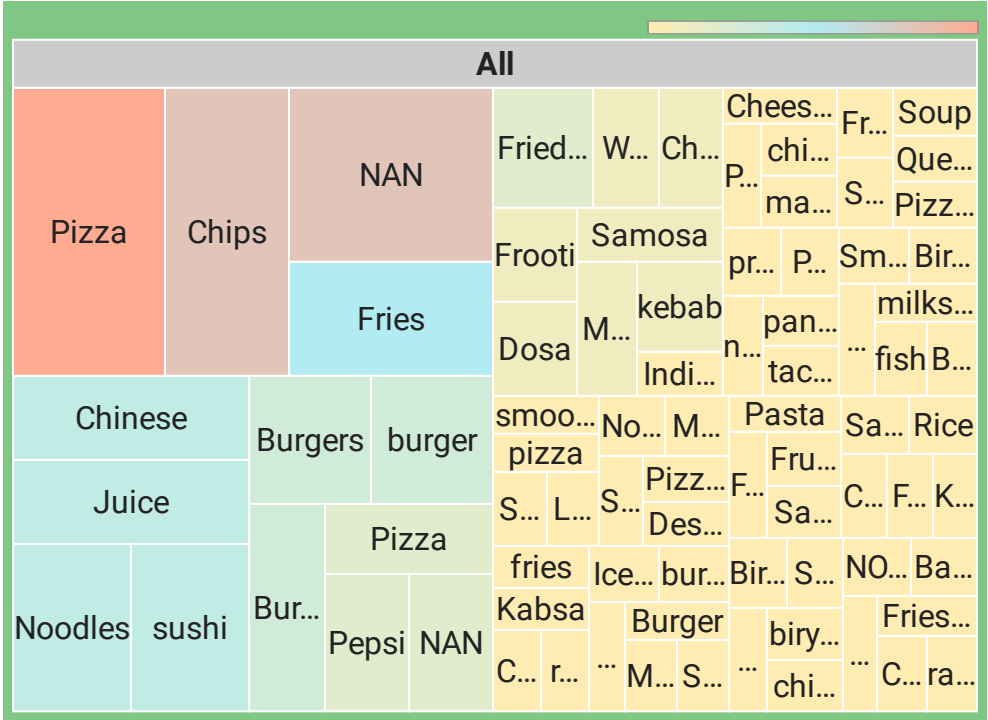 All
Pizza
Chips
NAN
Fries
Chinese
Juice
Noodles
sushi
Burgers
burger
Bur...
Pizza
Pepsi
NAN
Fried...
W...
Ch...
Frooti
Dosa
Samosa
M...
kebab
Indi...
Chees...
P...
chi...
ma...
Fr...
S...
Soup
Que...
Pizz...
pr...
P...
n...
pan...
tac...
Sm...
Bir...
...
milks...
fish
B...
smoo...
pizza
S...
L...
No...
M...
S...
Pizz...
Des...
Pasta
F...
Fru...
Sa...
Sa...
Rice
C...
F...
K...
fries
Kabsa
C...
r...
Ice...
bur...
...
Burger
M...
S...
Bir...
S...
...
biry...
chi...
NO...
Ba...
...
Fries...
C...
ra...